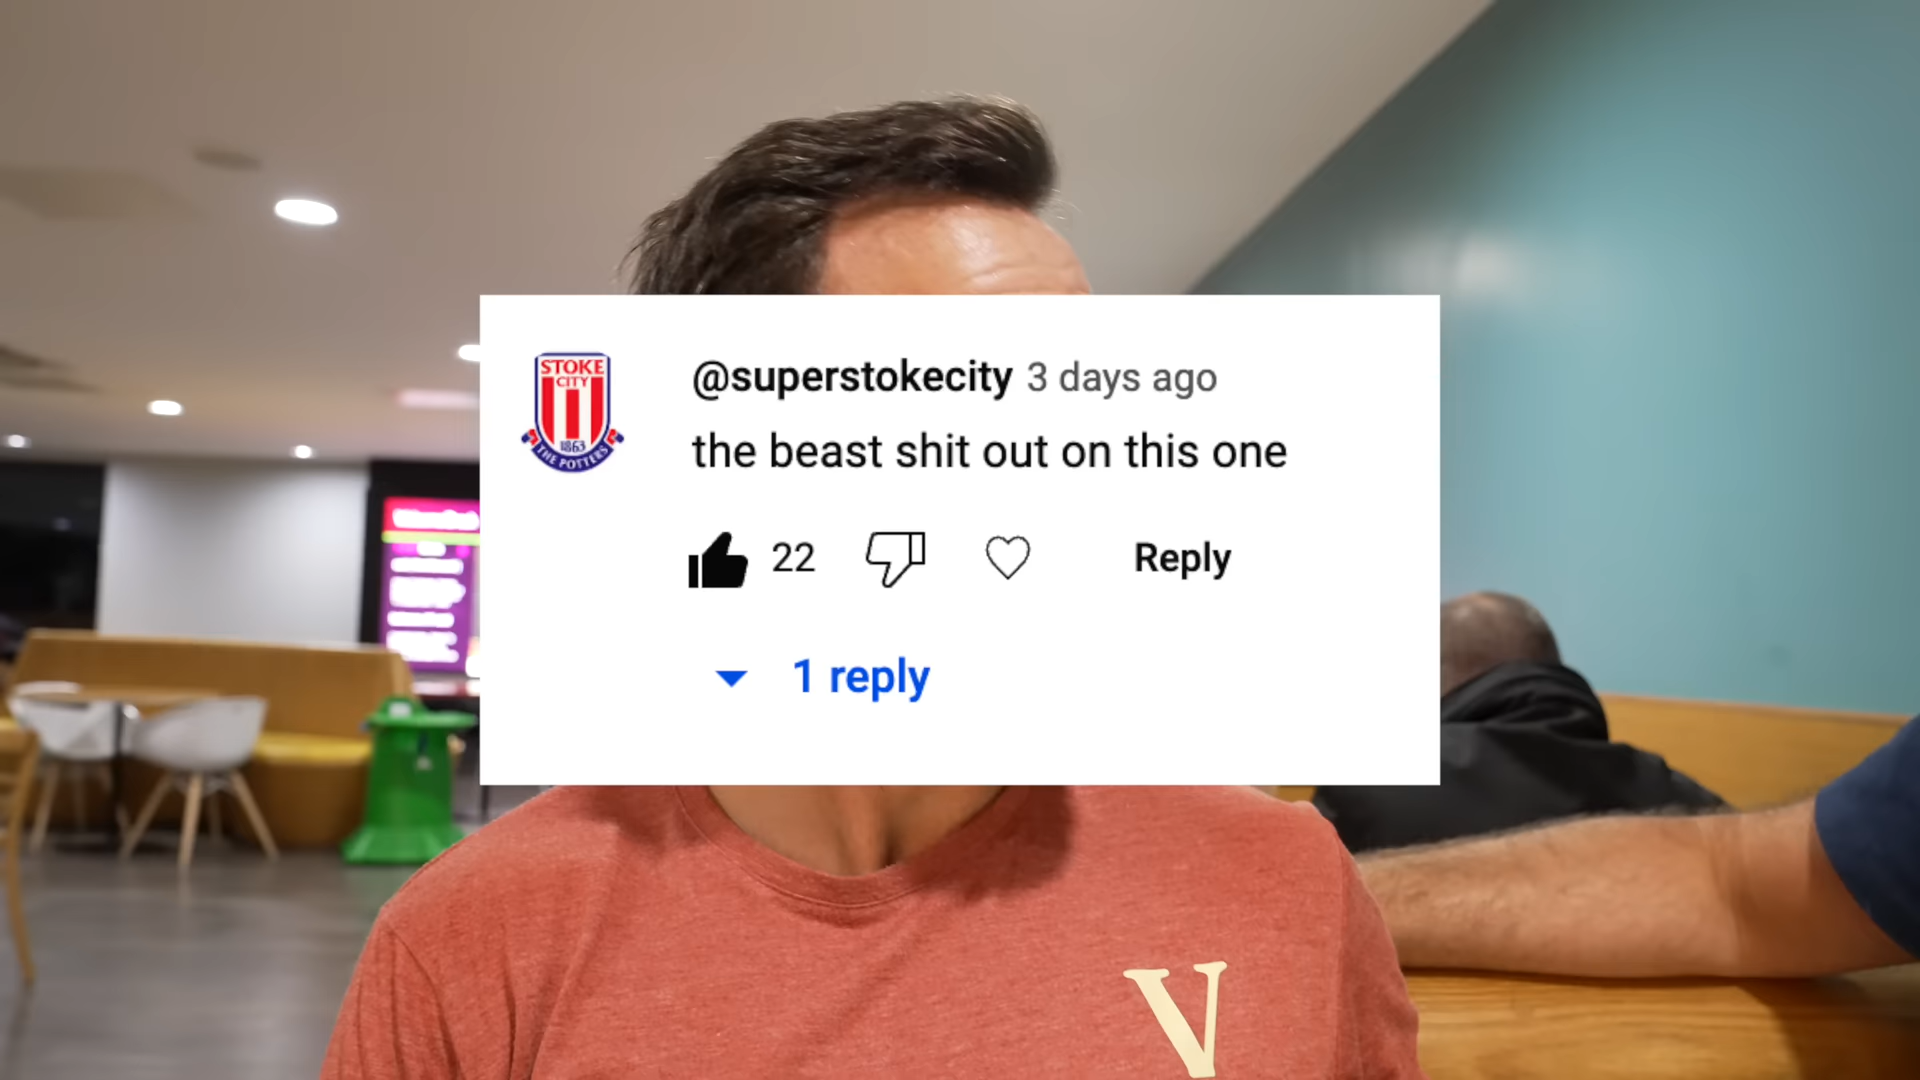 STOKE
CITY
1863
THE POTTERS
@superstokecity 3 days ago
the beast shit out on this one
22
Reply
1 reply
V